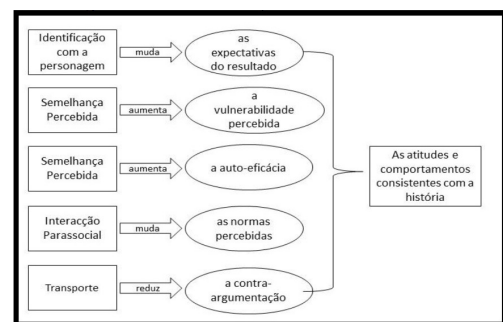 Identificação
com a
personagem
muda
as
expectativas
do resultado
Semelhança
Percebida
aumenta
a
vulnerabilidade
percebida
Semelhança
Percebida
aumenta
a auto-eficácia
Interacção
Parassocial
muda
as normas
percebidas
Transporte
reduz
a contra-
argumentação
As atitudes e
comportamentos
consistentes com a
história